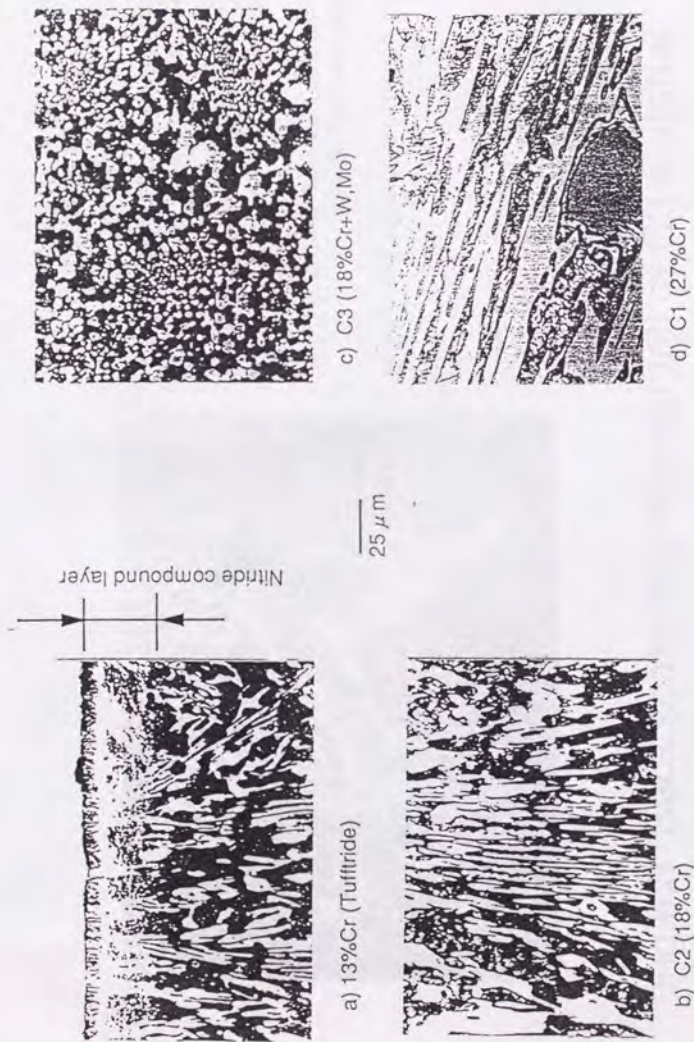 Nitride compound layer
25 μm
a) 13%Cr (Tufftride)
b) C2 (18%Cr)
c) C3 (18%Cr+W,Mo)
d) C1 (27%Cr)